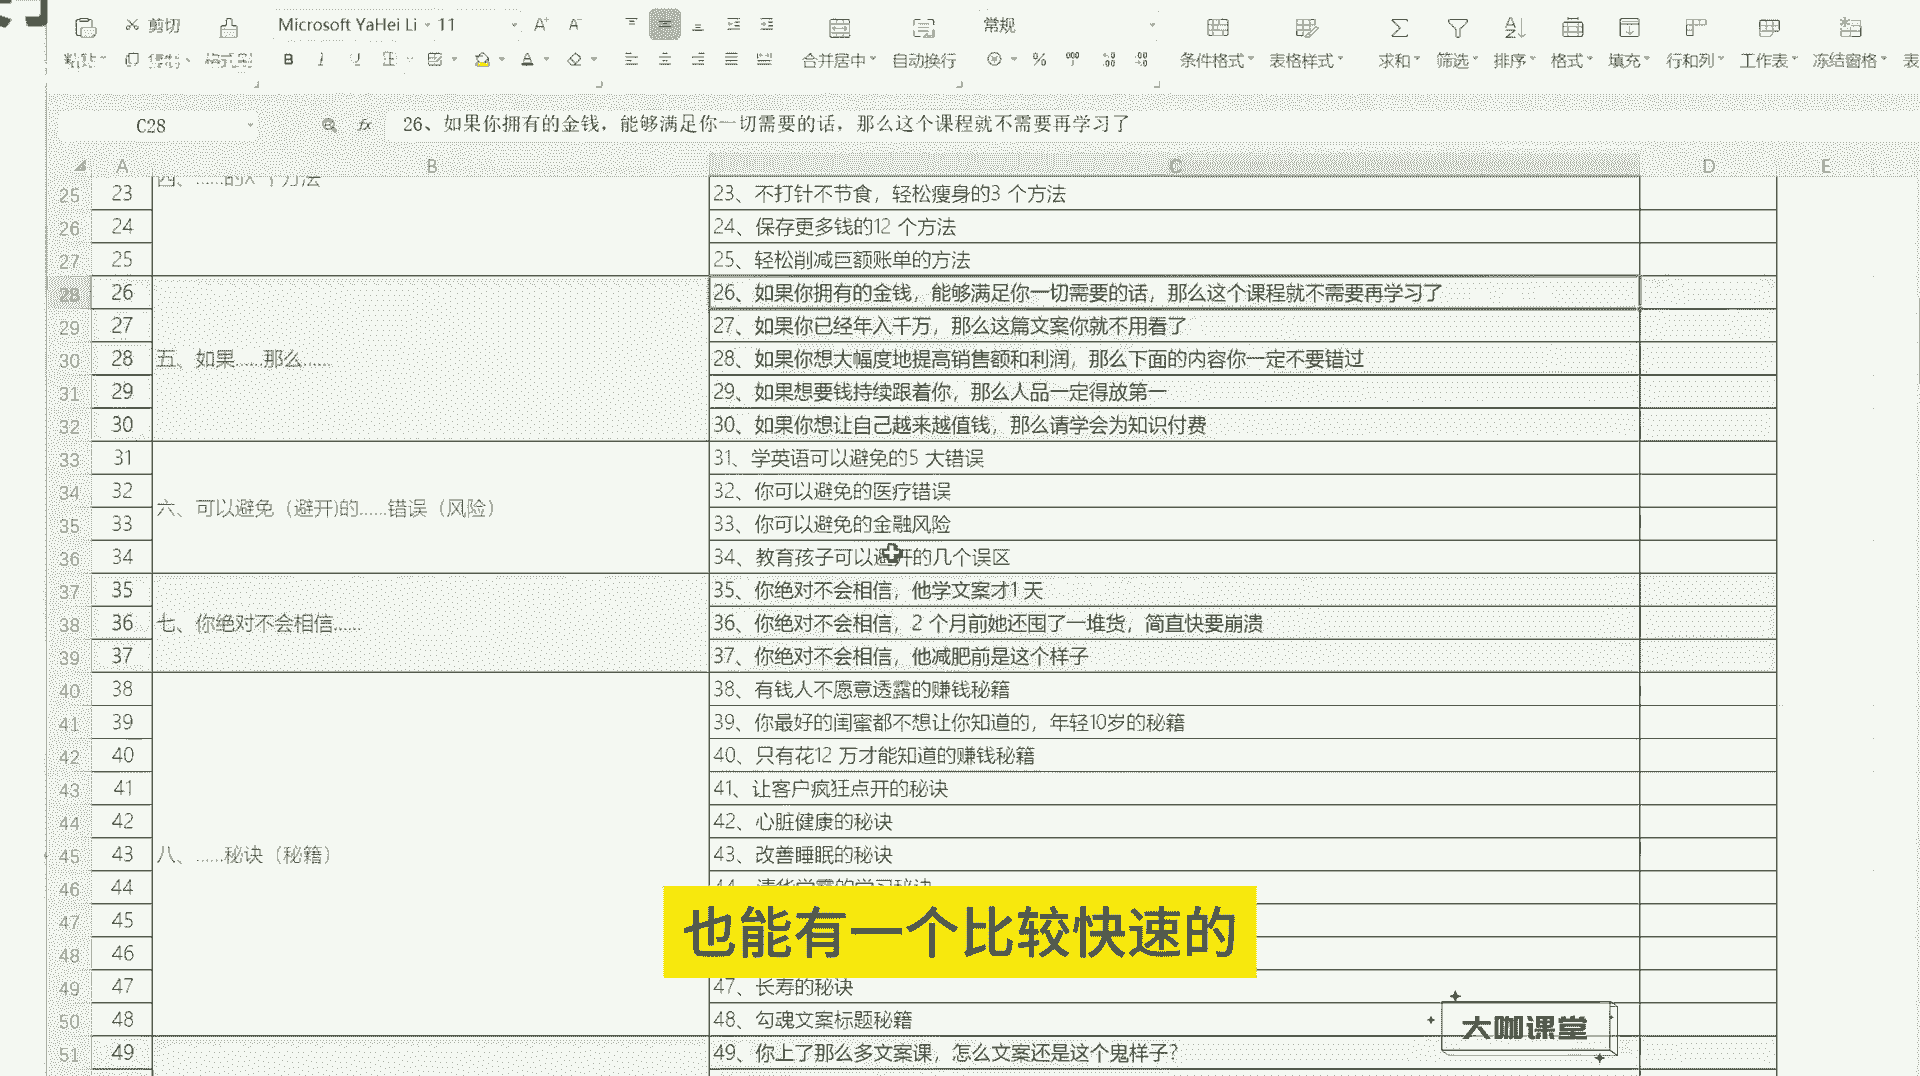 剪切
Microsoft YaHei Li 11 A⁺ A⁻ 常规
粘贴 复制 格式刷 B I U A 合并居中 自动换行 % 条件格式 表格样式 求和 筛选 排序 格式 填充 行和列 工作表 冻结窗格 表
C28 fx 26、如果你拥有的金钱，能够满足你一切需要的话，那么这个课程就不需要再学习了
A B C D E
四、……的X 个方法
25 23 23、不打针不节食，轻松瘦身的3 个方法
26 24 24、保存更多钱的12 个方法
27 25 25、轻松削减巨额账单的方法
28 26 26、如果你拥有的金钱，能够满足你一切需要的话，那么这个课程就不需要再学习了
29 27 27、如果你已经年入千万，那么这篇文案你就不用看了
30 28 五、如果……那么…… 28、如果你想大幅度地提高销售额和利润，那么下面的内容你一定不要错过
31 29 29、如果想要钱持续跟着你，那么人品一定得放第一
32 30 30、如果你想让自己越来越值钱，那么请学会为知识付费
33 31 31、学英语可以避免的5 大错误
34 32 32、你可以避免的医疗错误
六、可以避免（避开)的……错误（风险）
35 33 33、你可以避免的金融风险
36 34 34、教育孩子可以避开的几个误区
37 35 35、你绝对不会相信，他学文案才1 天
38 36 七、你绝对不会相信…… 36、你绝对不会相信，2 个月前她还囤了一堆货，简直快要崩溃
39 37 37、你绝对不会相信，他减肥前是这个样子
40 38 38、有钱人不愿意透露的赚钱秘籍
41 39 39、你最好的闺蜜都不想让你知道的，年轻10岁的秘籍
42 40 40、只有花12 万才能知道的赚钱秘籍
43 41 41、让客户疯狂点开的秘诀
44 42 42、心脏健康的秘诀
45 43 八、……秘诀（秘籍） 43、改善睡眠的秘诀
46 44 44、清华学霸的学习秘诀
47 45
48 46
也能有一个比较快速的
49 47 47、长寿的秘诀
50 48 48、勾魂文案标题秘籍
大咖课堂
51 49 49、你上了那么多文案课，怎么文案还是这个鬼样子？